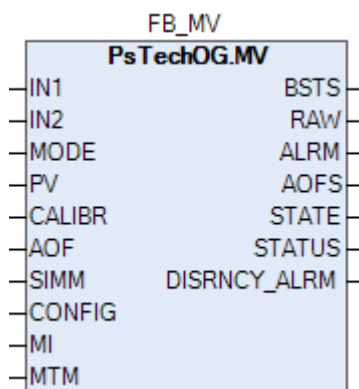 FB_MV
PsTechOG.MV
IN1 BSTS
IN2 RAW
MODE ALRM
PV AOFS
CALIBR STATE
AOF STATUS
SIMM DISRNCY_ALRM
CONFIG
MI
MTM